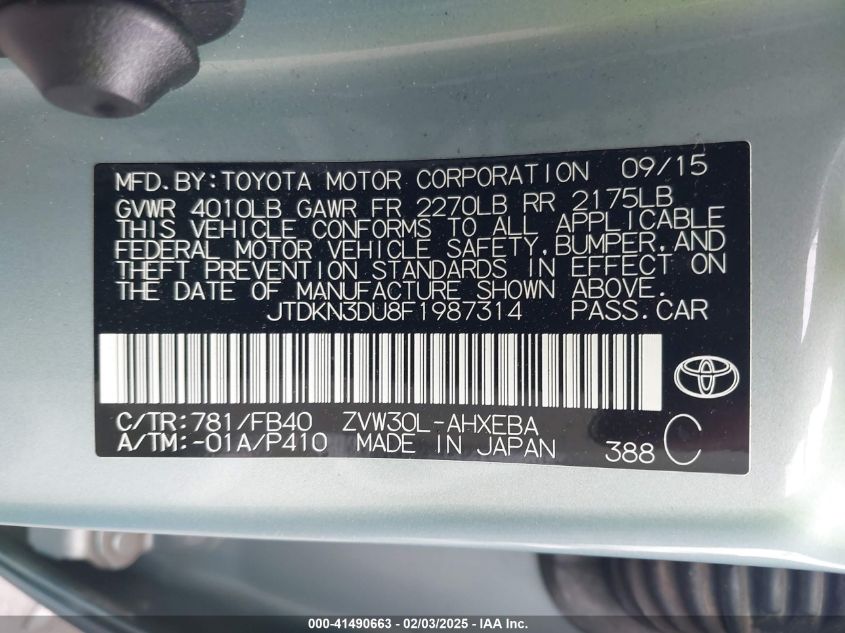 MFD.BY:TOYOTA MOTOR CORPORATION 09/15
GVWR 4010LB GAWR FR 2270LB RR 2175LB
THIS VEHICLE CONFORMS TO ALL APPLICABLE
FEDERAL MOTOR VEHICLE SAFETY,BUMPER,AND
THEFT PREVENTION STANDARDS IN EFFECT ON
THE DATE OF MANUFACTURE SHOWN ABOVE.
JTDKN3DU8F1987314 PASS.CAR
C/TR:781/FB40 ZVW30L-AHXEBA
A/TM:-01A/P410 MADE IN JAPAN 388 C
000-41490663 - 02/03/2025 - IAA Inc.